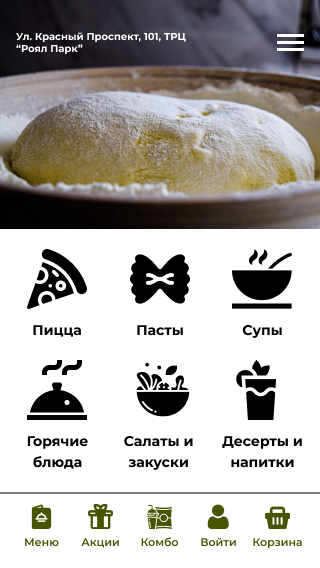 Ул. Красный Проспект, 101, ТРЦ
“Роял Парк”
Пицца
Пасты
Супы
Горячие
блюда
Салаты и
закуски
Десерты и
напитки
Меню
Акции
Комбо
Войти
Корзина